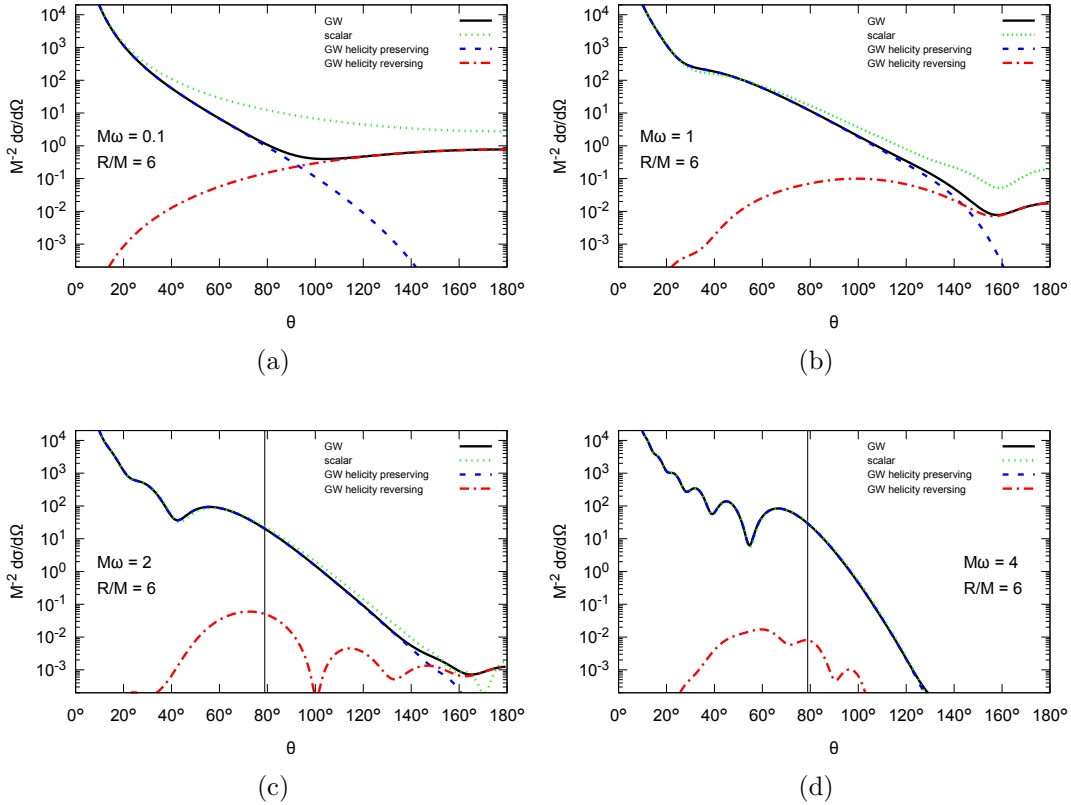 GW
scalar
GW helicity preserving
GW helicity reversing
Mω = 0.1
R/M = 6
M⁻² dσ/dΩ
10⁴
10³
10²
10¹
10⁰
10⁻¹
10⁻²
10⁻³
0° 20° 40° 60° 80° 100° 120° 140° 160° 180°
θ
(a)
GW
scalar
GW helicity preserving
GW helicity reversing
Mω = 1
R/M = 6
M⁻² dσ/dΩ
10⁴
10³
10²
10¹
10⁰
10⁻¹
10⁻²
10⁻³
0° 20° 40° 60° 80° 100° 120° 140° 160° 180°
θ
(b)
GW
scalar
GW helicity preserving
GW helicity reversing
Mω = 2
R/M = 6
M⁻² dσ/dΩ
10⁴
10³
10²
10¹
10⁰
10⁻¹
10⁻²
10⁻³
0° 20° 40° 60° 80° 100° 120° 140° 160° 180°
θ
(c)
GW
scalar
GW helicity preserving
GW helicity reversing
Mω = 4
R/M = 6
M⁻² dσ/dΩ
10⁴
10³
10²
10¹
10⁰
10⁻¹
10⁻²
10⁻³
0° 20° 40° 60° 80° 100° 120° 140° 160° 180°
θ
(d)